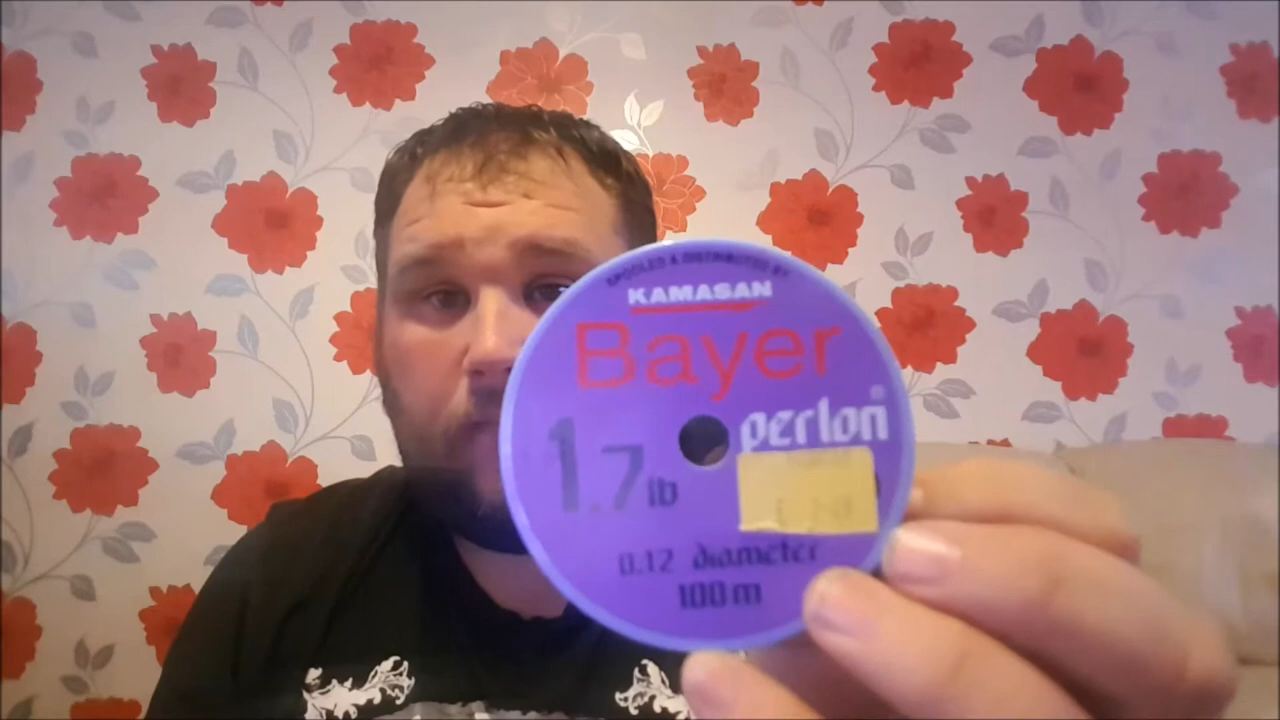 SPOOLED & DISTRIBUTED BY
KAMASAN
Bayer
perlon®
1.7lb
0.12 diameter
100m